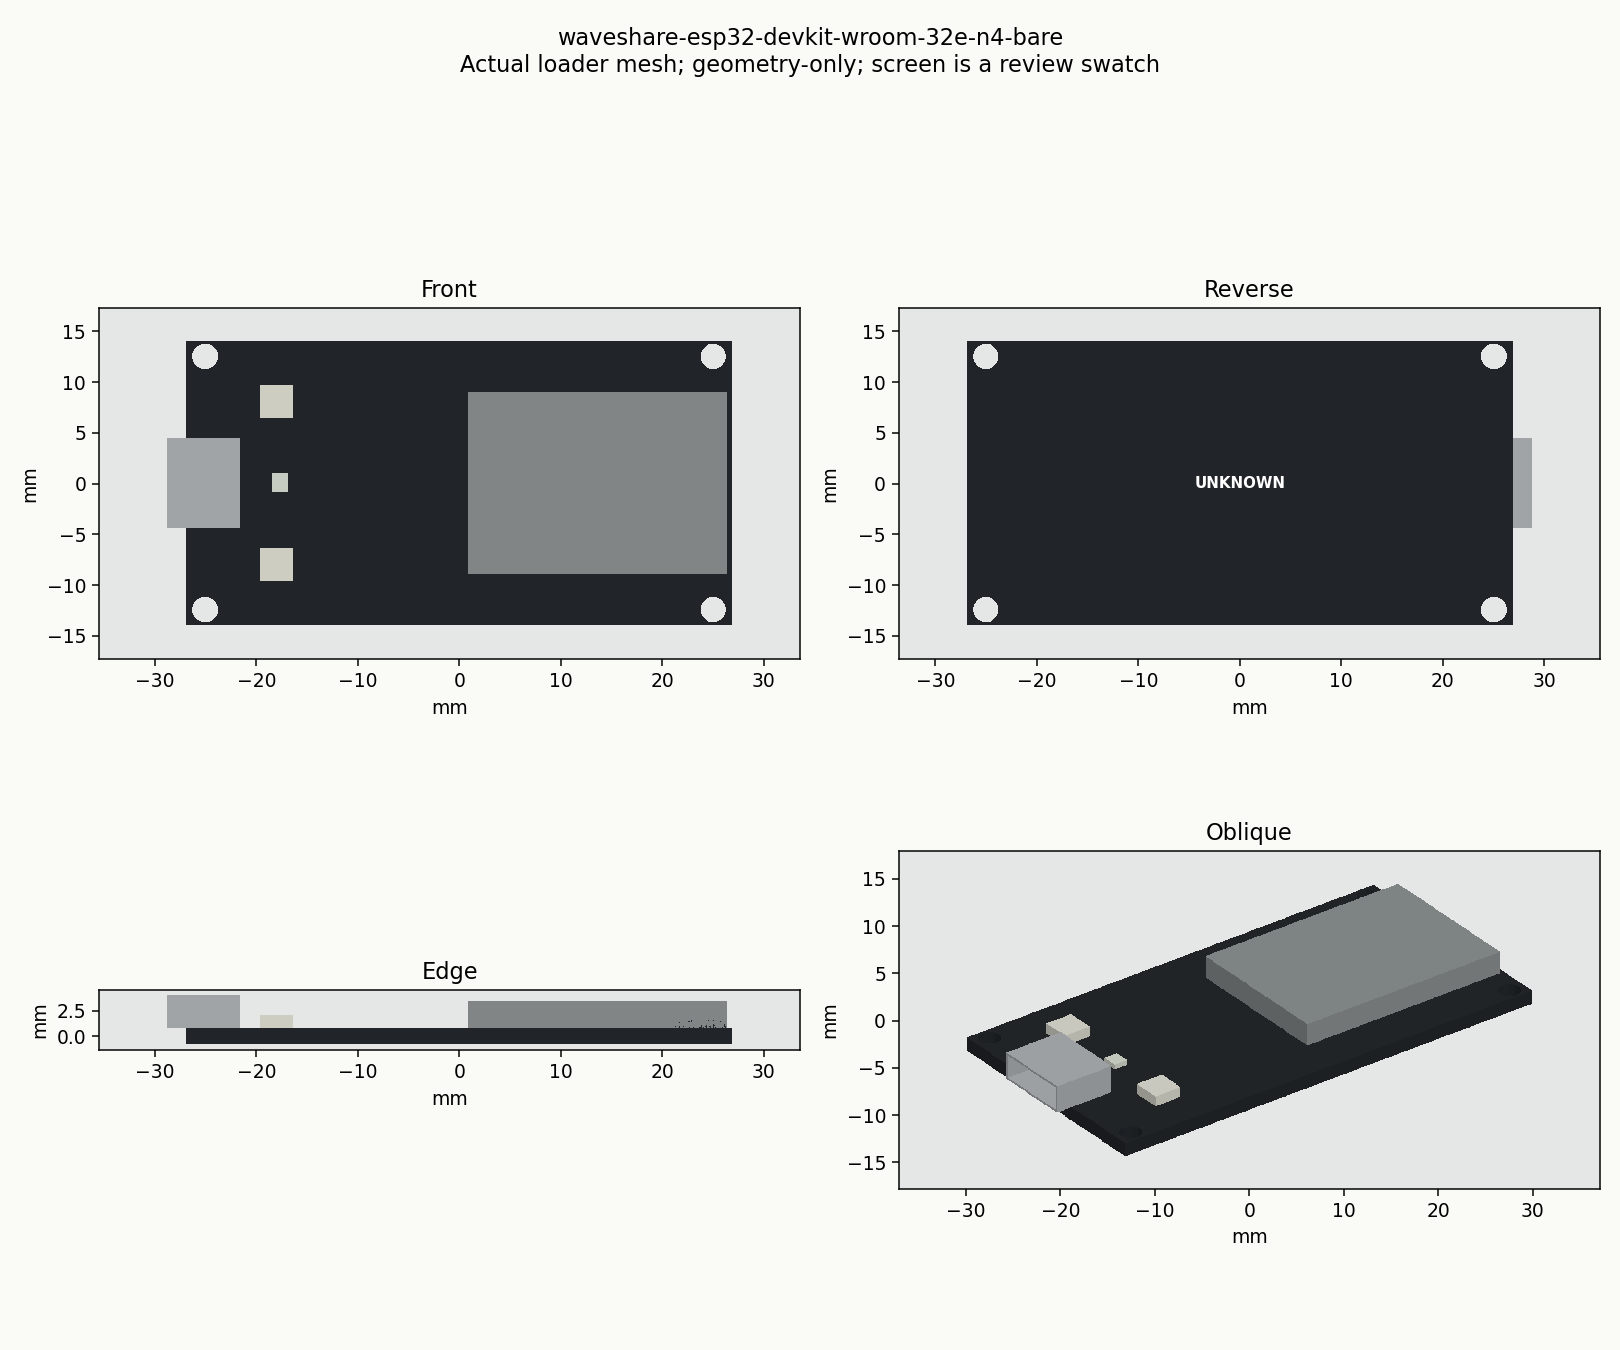 waveshare-esp32-devkit-wroom-32e-n4-bare
Actual loader mesh; geometry-only; screen is a review swatch
Front
15
10
5
0
−5
−10
−15
mm
−30 −20 −10 0 10 20 30
mm
Reverse
15
10
5
0
−5
−10
−15
mm
UNKNOWN
−30 −20 −10 0 10 20 30
mm
Edge
2.5
0.0
mm
−30 −20 −10 0 10 20 30
mm
Oblique
15
10
5
0
−5
−10
−15
mm
−30 −20 −10 0 10 20 30
mm